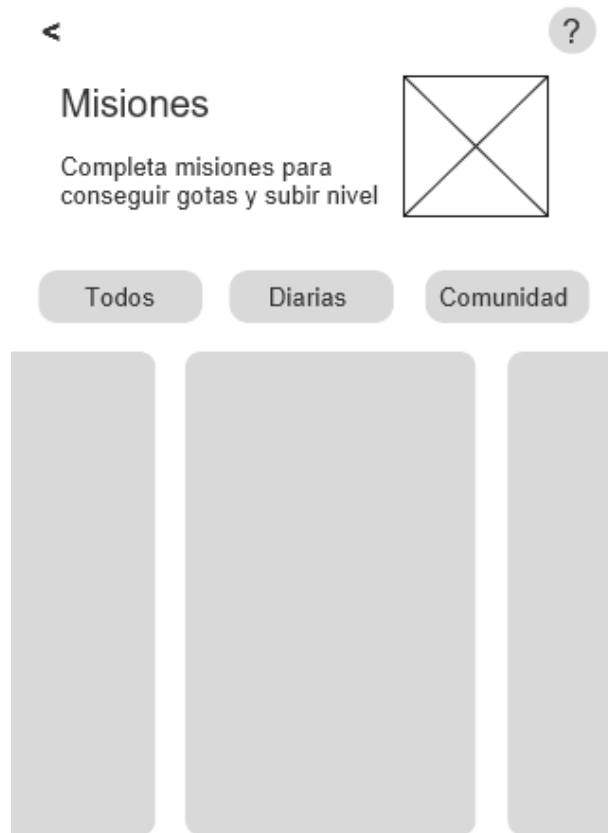 <
?
Misiones
Completa misiones para
conseguir gotas y subir nivel
Todos
Diarias
Comunidad